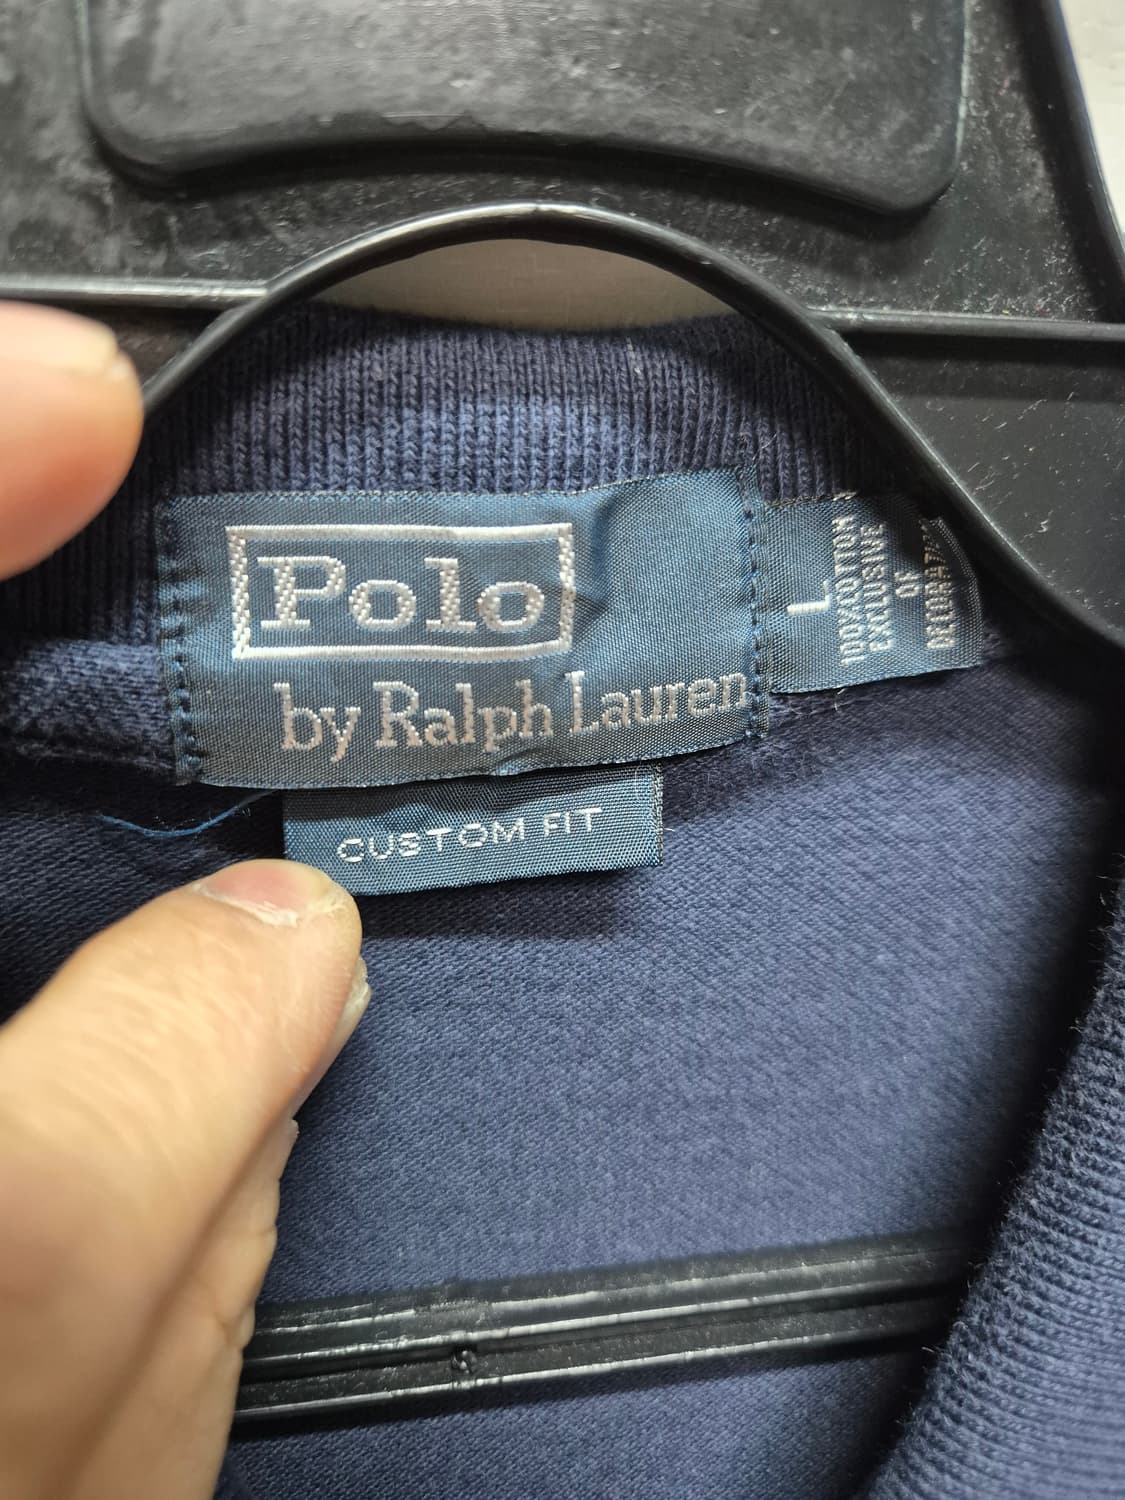 Polo
by Ralph Lauren
CUSTOM FIT
L
100%COTTON
EXCLUSIVE
OF
DECORATION